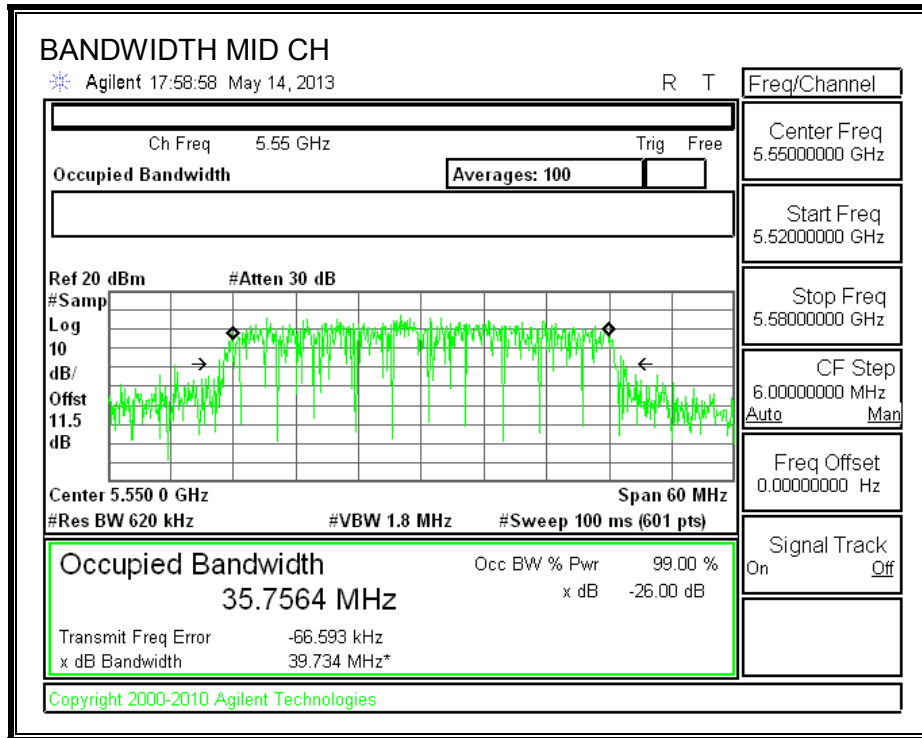 BANDWIDTH MID CH
Agilent 17:58:58 May 14, 2013 R T
Freq/Channel
Ch Freq 5.55 GHz Trig Free
Occupied Bandwidth Averages: 100
Center Freq
5.55000000 GHz
Start Freq
5.52000000 GHz
Ref 20 dBm #Atten 30 dB
#Samp
Log
10
dB/
Offst
11.5
dB
Stop Freq
5.58000000 GHz
CF Step
6.00000000 MHz
Auto Man
Freq Offset
0.00000000 Hz
Center 5.550 0 GHz Span 60 MHz
#Res BW 620 kHz #VBW 1.8 MHz #Sweep 100 ms (601 pts)
Signal Track
On Off
Occupied Bandwidth Occ BW % Pwr 99.00 %
35.7564 MHz x dB -26.00 dB
Transmit Freq Error -66.593 kHz
x dB Bandwidth 39.734 MHz*
Copyright 2000-2010 Agilent Technologies